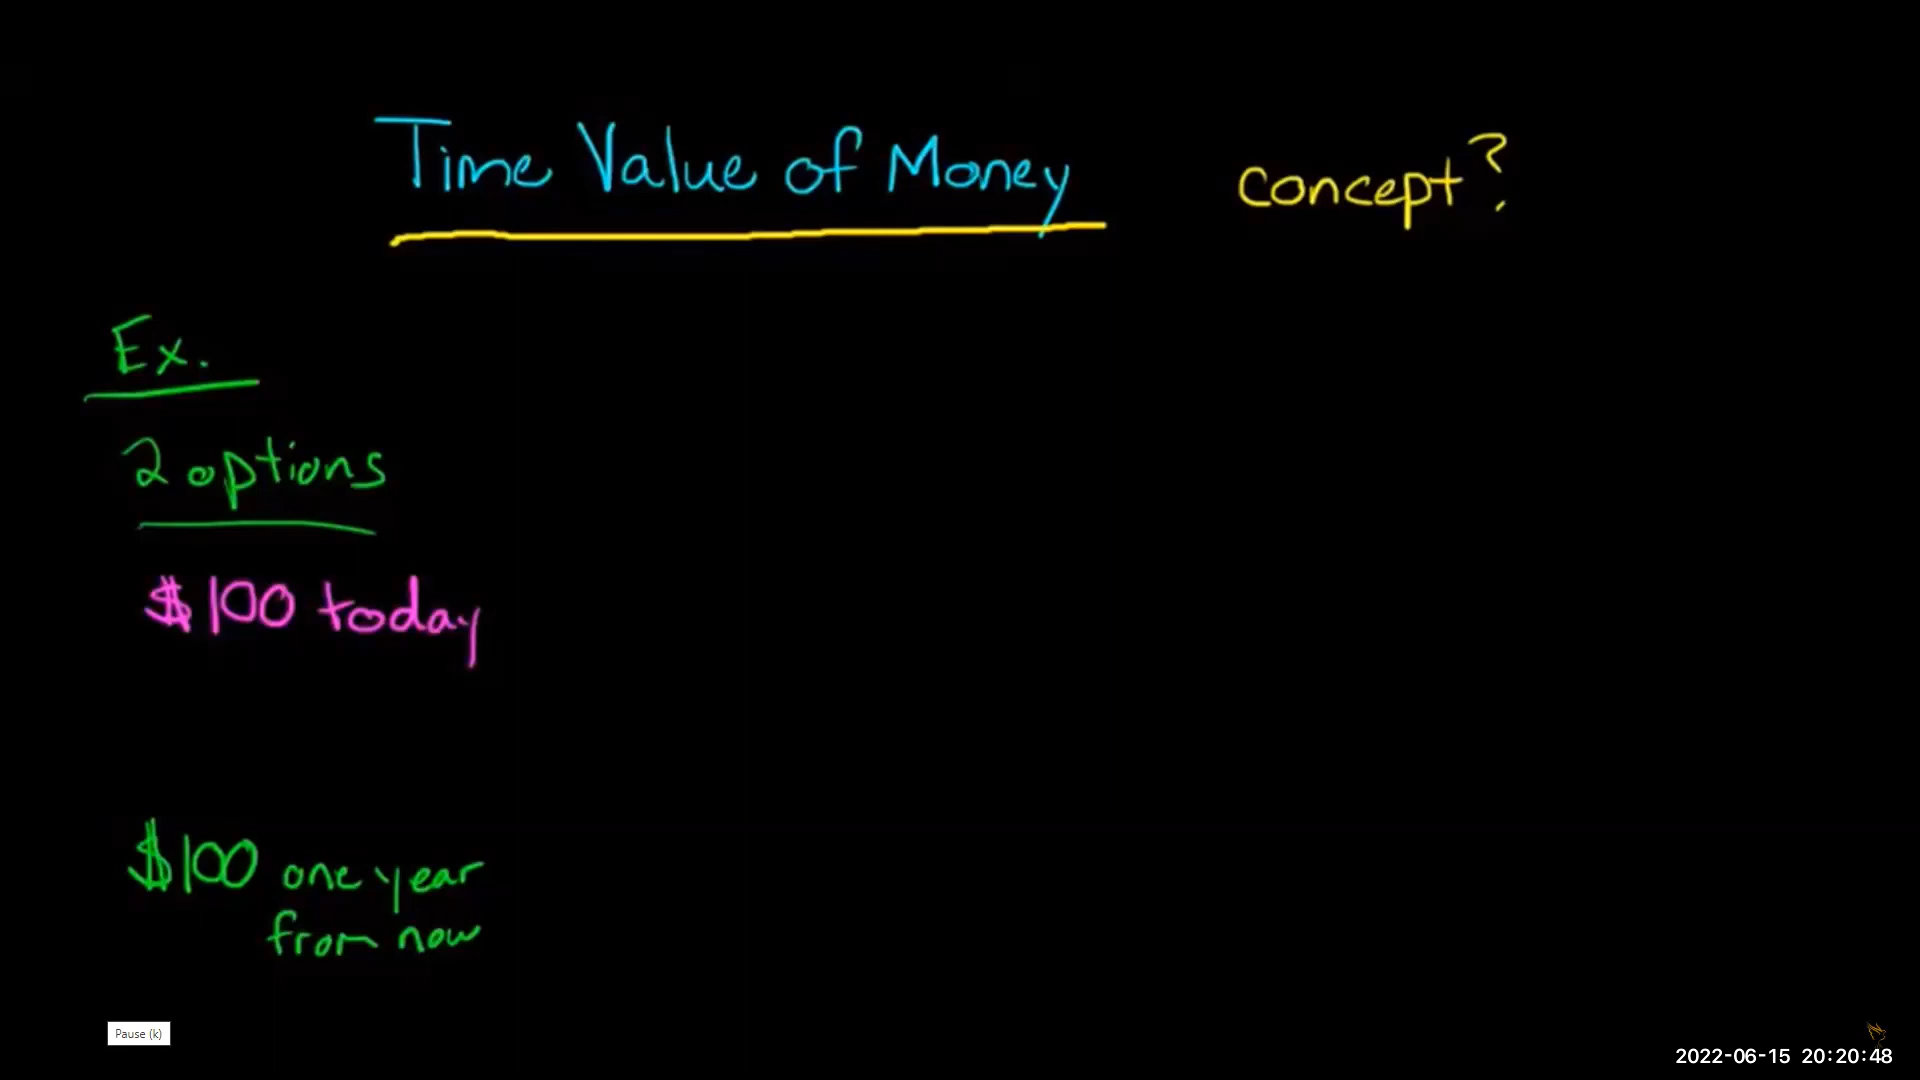 Time Value of Money concept?
Ex.
2 options
$100 today
$100 one year
from now
Pause (k)
2022-06-15 20:20:48